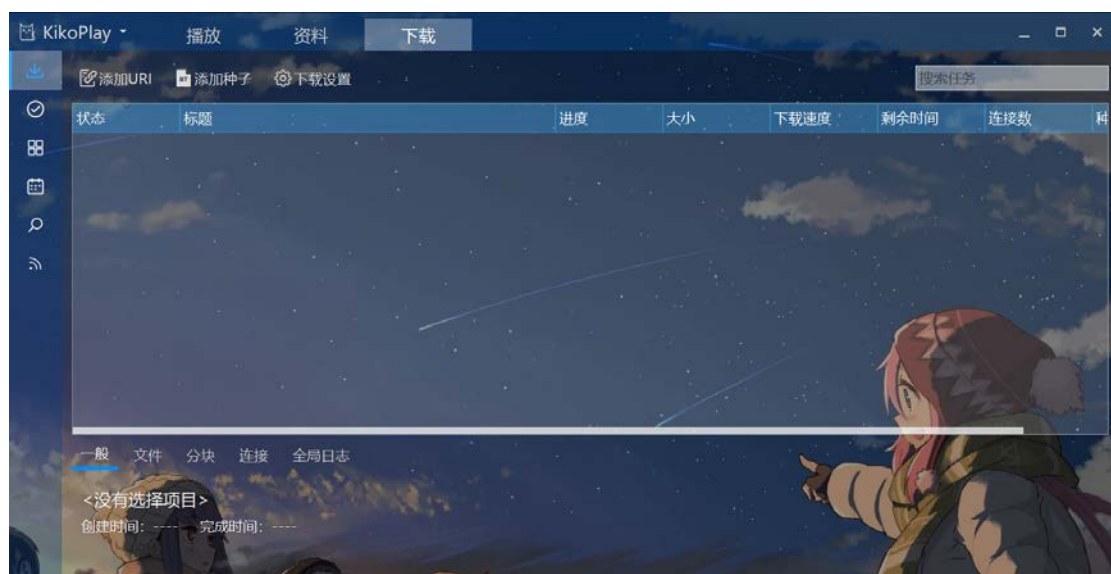 KikoPlay 播放 资料 下载
添加URI 添加种子 下载设置 搜索任务
状态 标题 进度 大小 下载速度 剩余时间 连接数 种
一般 文件 分块 连接 全局日志
<没有选择项目>
创建时间: ---- 完成时间: ----